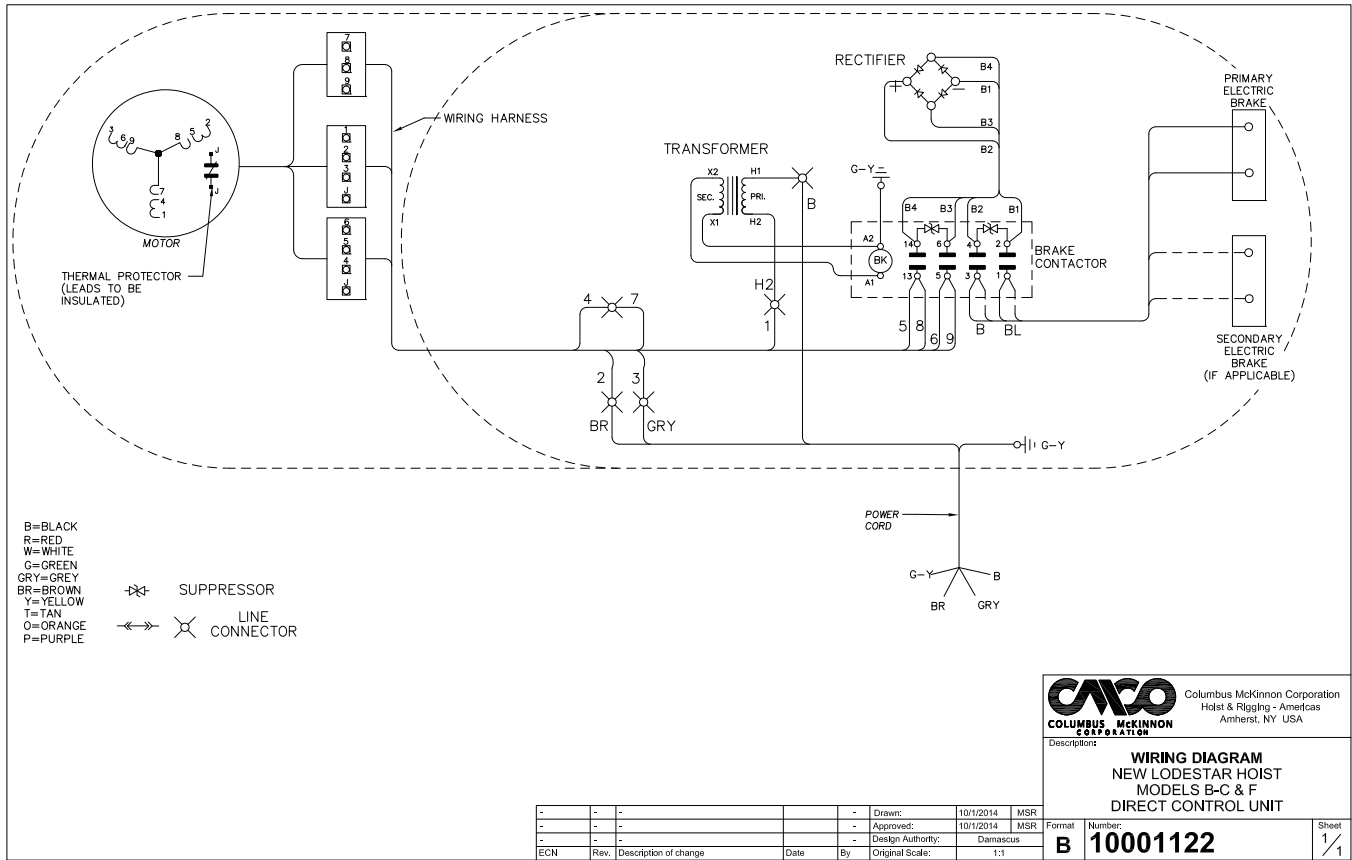 7
8
9
1
2
3
J
6
5
4
J
3
6
9
8
5
2
J
J
7
4
1
MOTOR
THERMAL PROTECTOR
(LEADS TO BE
INSULATED)
WIRING HARNESS
TRANSFORMER
X2
H1
SEC.
PRI.
X1
H2
B
H2
1
4
7
2
3
BR
GRY
RECTIFIER
+
−
B4
B1
B3
B2
G-Y
B4
B3
B2
B1
A2
BK
A1
14
6
4
2
13
5
3
1
BRAKE
CONTACTOR
5
8
6
9
B
BL
PRIMARY
ELECTRIC
BRAKE
SECONDARY
ELECTRIC
BRAKE
(IF APPLICABLE)
G-Y
POWER
CORD
G-Y
B
BR
GRY
B=BLACK
R=RED
W=WHITE
G=GREEN
GRY=GREY
BR=BROWN
Y=YELLOW
T=TAN
O=ORANGE
P=PURPLE
SUPPRESSOR
LINE
CONNECTOR
CMCO
COLUMBUS McKINNON
CORPORATION
Columbus McKinnon Corporation
Hoist & Rigging - Americas
Amherst, NY USA
Description:
WIRING DIAGRAM
NEW LODESTAR HOIST
MODELS B-C & F
DIRECT CONTROL UNIT
Format
B
Number:
10001122
Sheet
1/1
- - - - Drawn: 10/1/2014 MSR
- - - - Approved: 10/1/2014 MSR
- - - - Design Authority: Damascus
ECN Rev. Description of change Date By Original Scale: 1:1